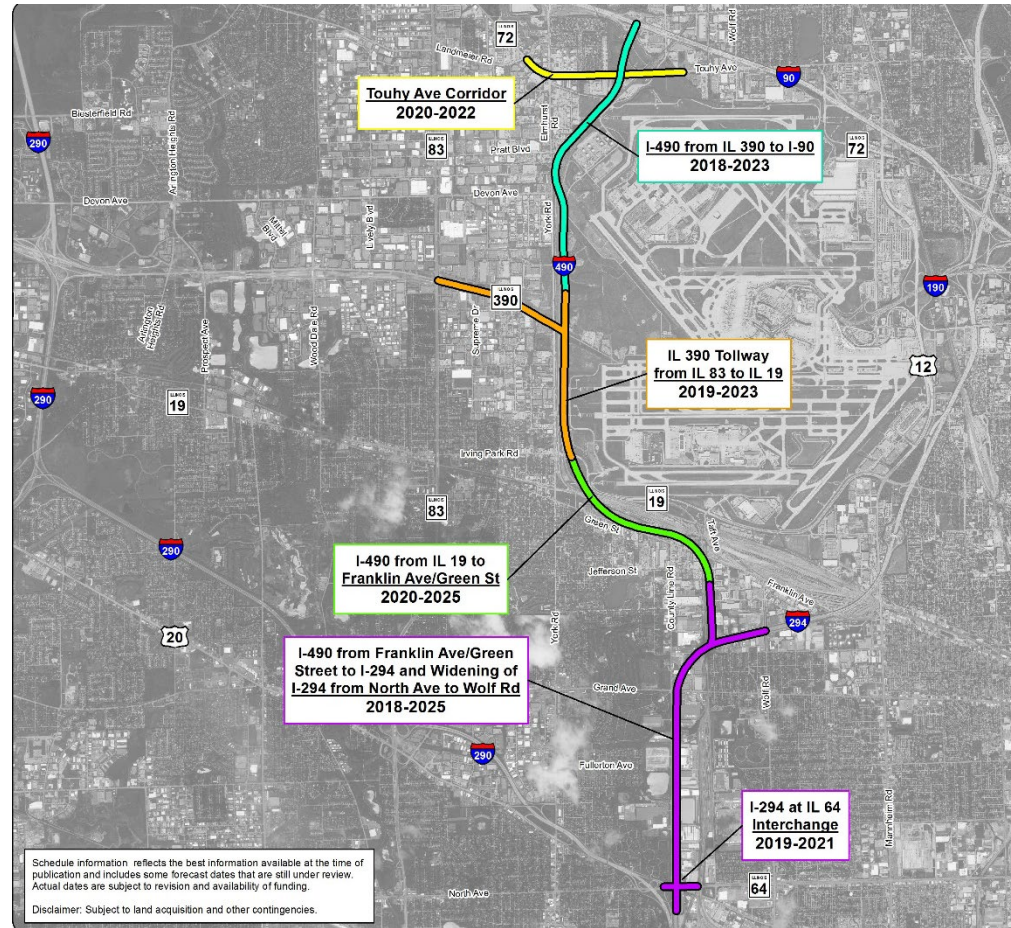 ILLINOIS
72
Landmeier Rd
Wolf Rd
Touhy Ave
90
Touhy Ave Corridor
2020-2022
Elmhurst
Rd
Biesterfield Rd
Arlington Heights Rd
290
ILLINOIS
83
Pratt Blvd
I-490 from IL 390 to I-90
2018-2023
ILLINOIS
72
Devon Ave
Devon Ave
Mittel
Blvd
Lively Blvd
York Rd
490
190
ILLINOIS
390
Arlington
Heights Rd
Prospect Ave
Wood Dale Rd
Supreme Dr
IL 390 Tollway
from IL 83 to IL 19
2019-2023
12
290
ILLINOIS
19
Irving Park Rd
ILLINOIS
83
ILLINOIS
19
Green St
Taft Ave
290
I-490 from IL 19 to
Franklin Ave/Green St
2020-2025
Jefferson St
County Line Rd
Franklin Ave
294
20
York Rd
I-490 from Franklin Ave/Green
Street to I-294 and Widening of
I-294 from North Ave to Wolf Rd
2018-2025
Grand Ave
Wolf Rd
290
Fullerton Ave
Mannheim Rd
I-294 at IL 64
Interchange
2019-2021
North Ave
ILLINOIS
64
Schedule information reflects the best information available at the time of
publication and includes some forecast dates that are still under review.
Actual dates are subject to revision and availability of funding.
Disclaimer: Subject to land acquisition and other contingencies.